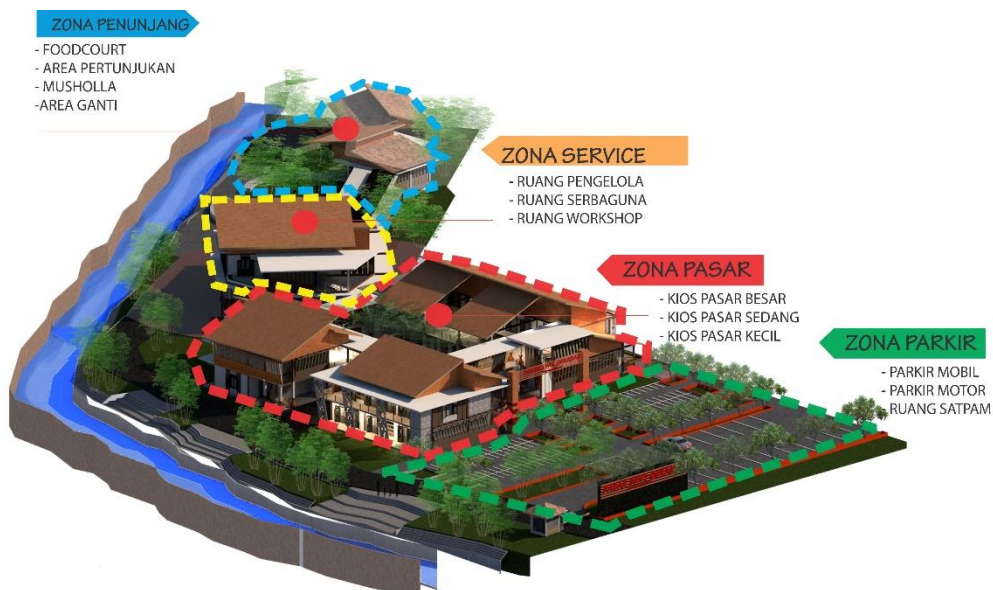 ZONA PENUNJANG
- FOODCOURT
- AREA PERTUNJUKAN
- MUSHOLLA
-AREA GANTI
ZONA SERVICE
- RUANG PENGELOLA
- RUANG SERBAGUNA
- RUANG WORKSHOP
ZONA PASAR
- KIOS PASAR BESAR
- KIOS PASAR SEDANG
- KIOS PASAR KECIL
ZONA PARKIR
- PARKIR MOBIL
- PARKIR MOTOR
- RUANG SATPAM